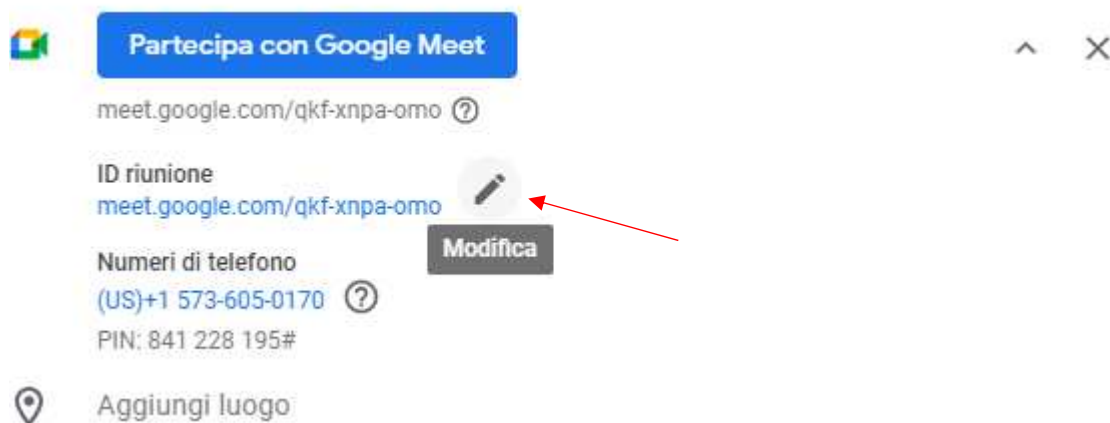 Partecipa con Google Meet
meet.google.com/qkf-xnpa-omo
ID riunione
meet.google.com/qkf-xnpa-omo
Modifica
Numeri di telefono
(US)+1 573-605-0170
PIN: 841 228 195#
Aggiungi luogo